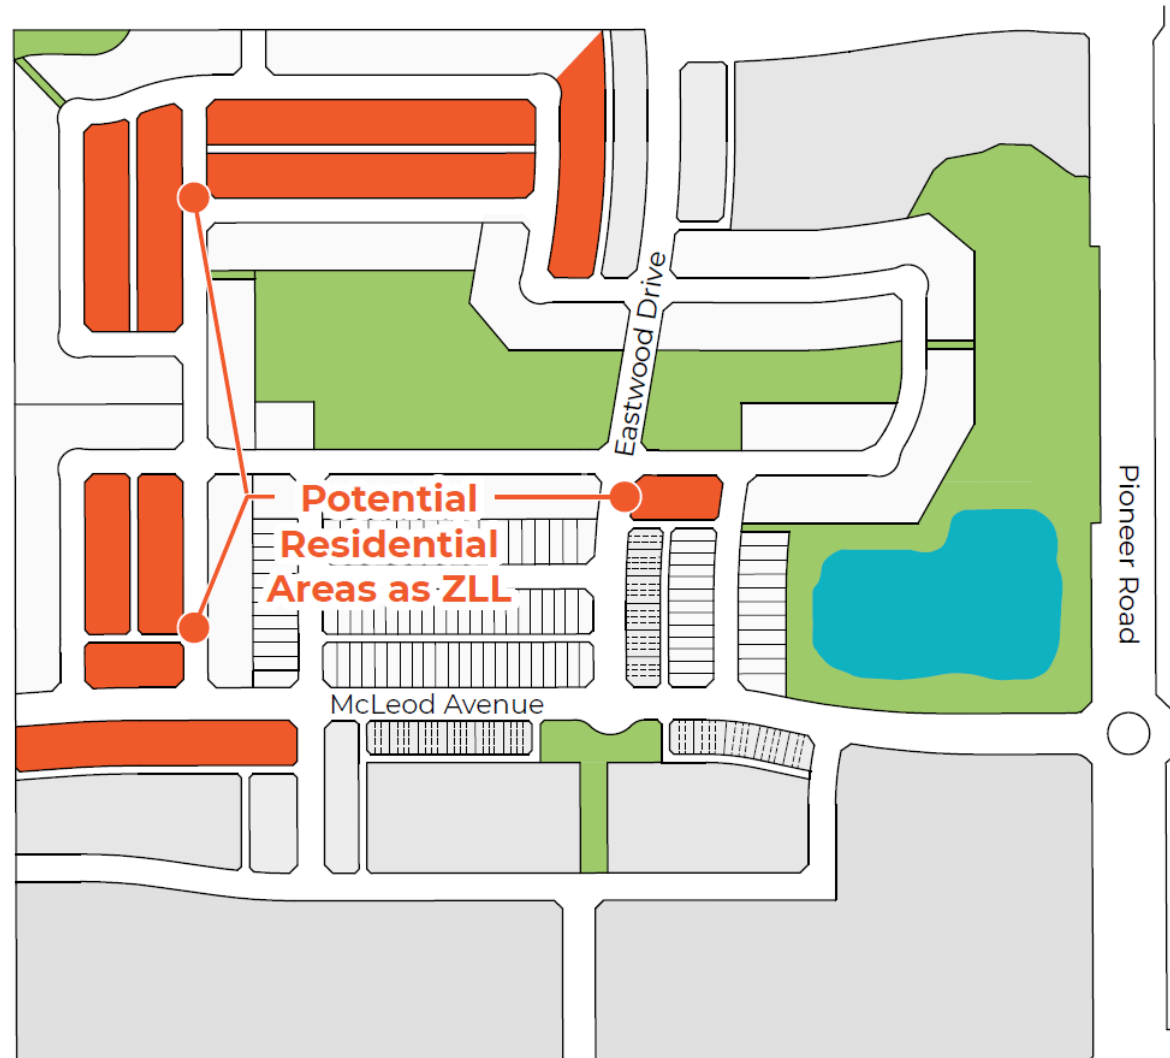 Eastwood Drive
Potential
Residential
Areas as ZLL
Pioneer Road
McLeod Avenue